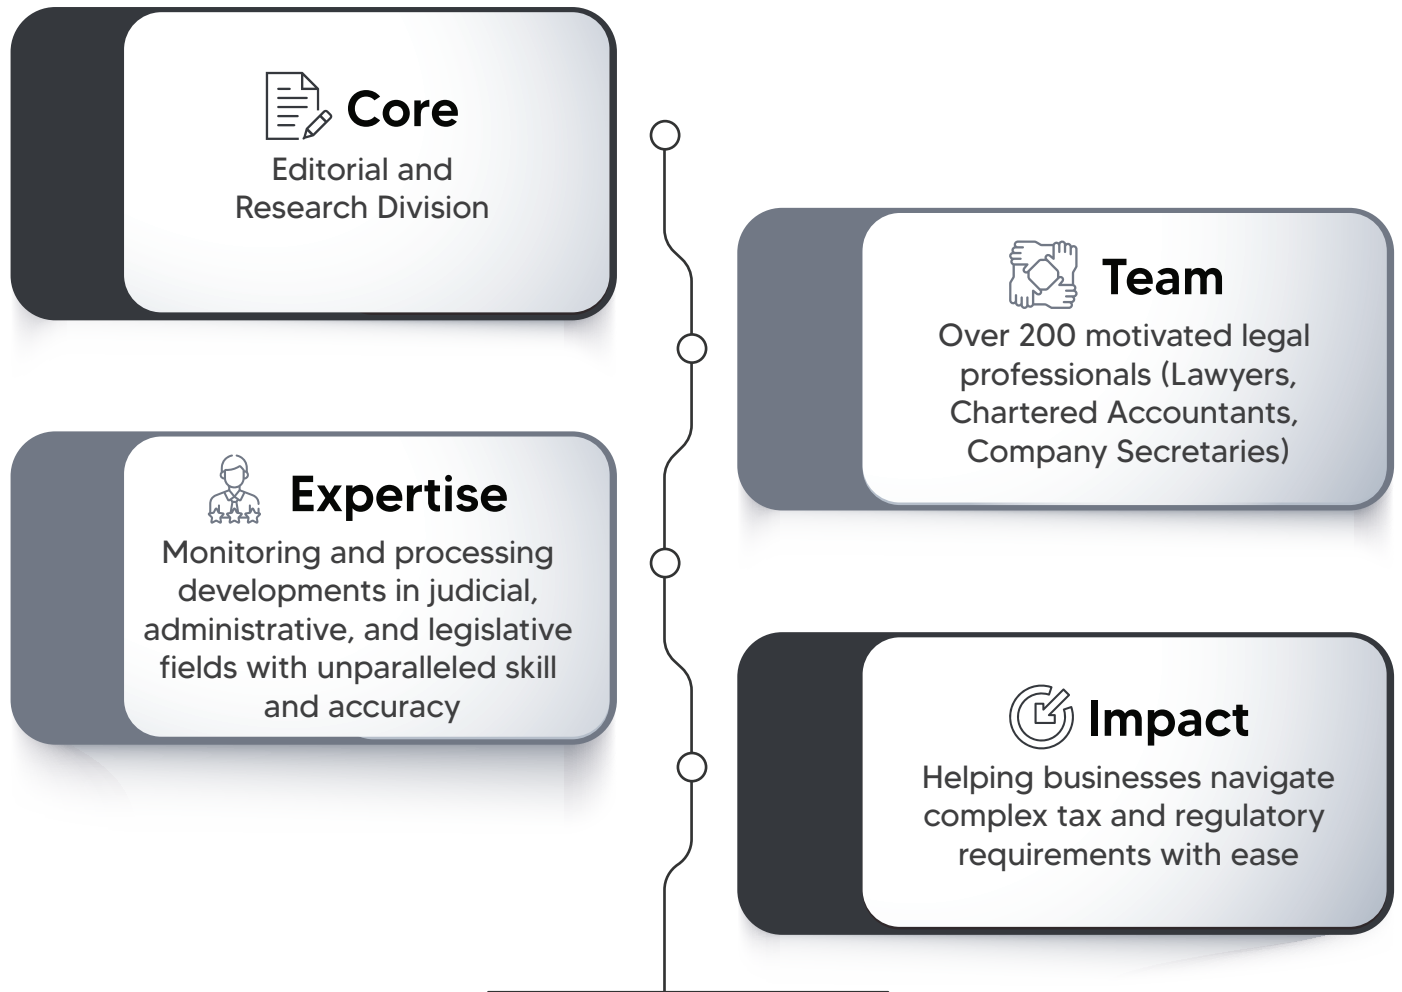 Core
Editorial and
Research Division
Team
Over 200 motivated legal
professionals (Lawyers,
Chartered Accountants,
Company Secretaries)
Expertise
Monitoring and processing
developments in judicial,
administrative, and legislative
fields with unparalleled skill
and accuracy
Impact
Helping businesses navigate
complex tax and regulatory
requirements with ease